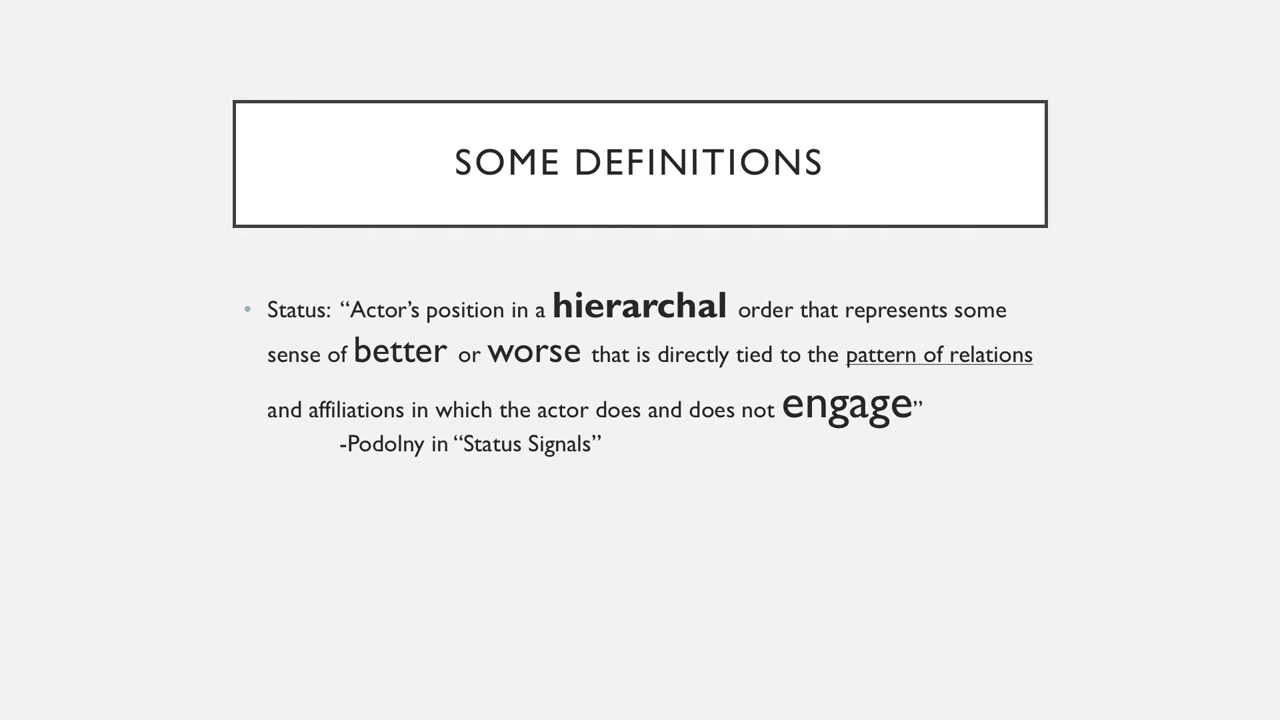 SOME DEFINITIONS
• Status: “Actor’s position in a hierarchal order that represents some
sense of better or worse that is directly tied to the pattern of relations
and affiliations in which the actor does and does not engage”
-Podolny in “Status Signals”